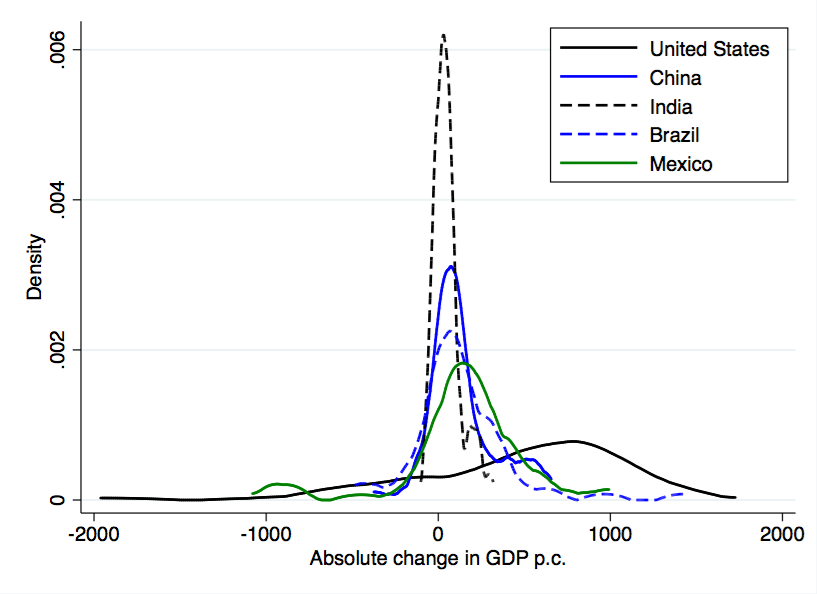 .006
.004
.002
0
Density
-2000
-1000
0
1000
2000
Absolute change in GDP p.c.
United States
China
India
Brazil
Mexico